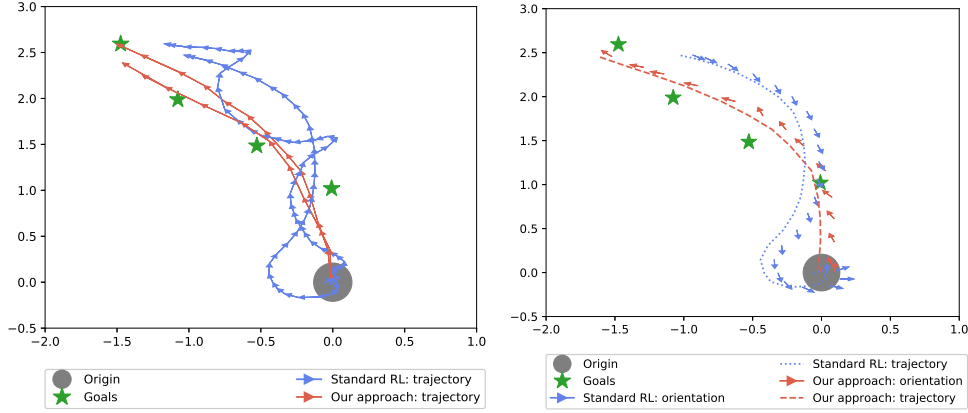 3.0
2.5
2.0
1.5
1.0
0.5
0.0
−0.5
−2.0 −1.5 −1.0 −0.5 0.0 0.5 1.0
Origin
Goals
Standard RL: trajectory
Our approach: trajectory
3.0
2.5
2.0
1.5
1.0
0.5
0.0
−0.5
−2.0 −1.5 −1.0 −0.5 0.0 0.5 1.0
Origin
Goals
Standard RL: orientation
Standard RL: trajectory
Our approach: orientation
Our approach: trajectory